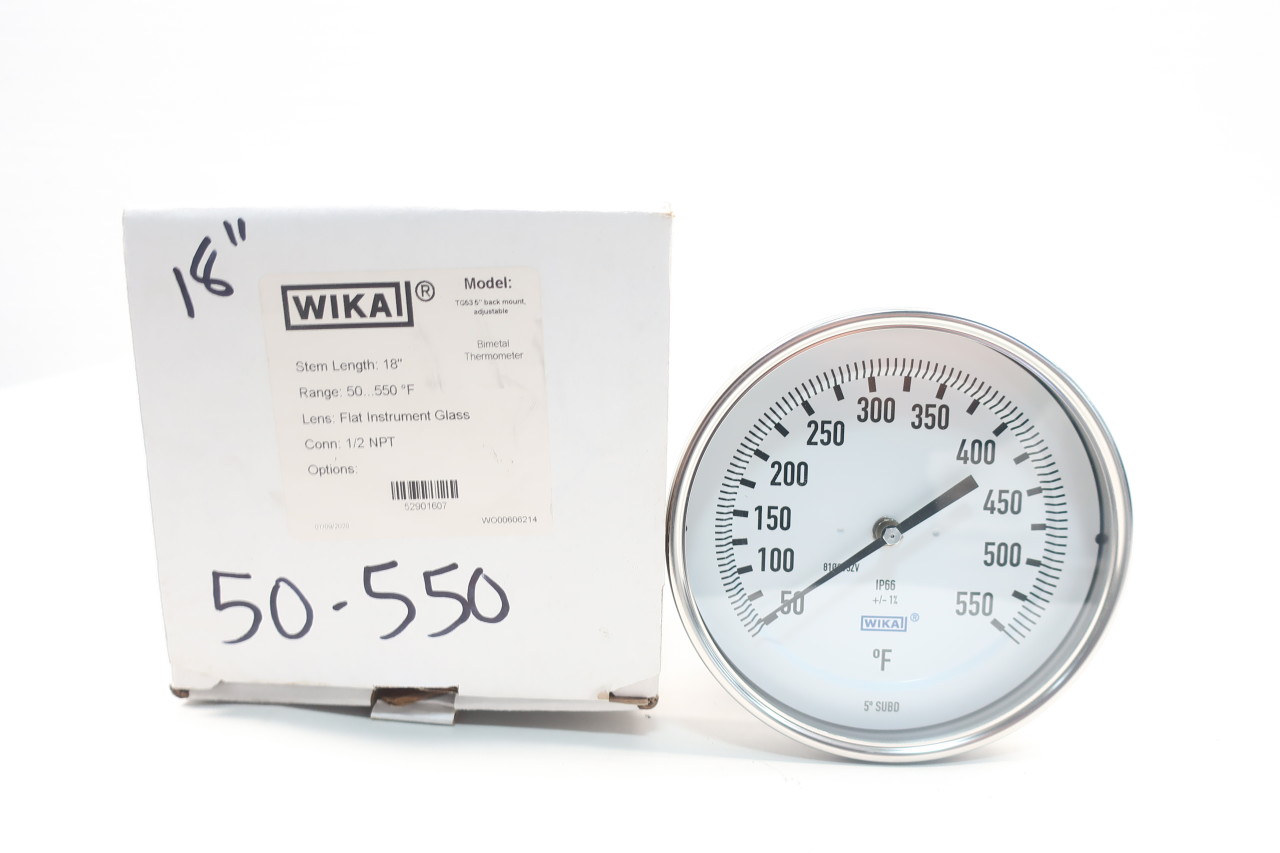 18"
WIKA ®
Model:
TG53 5" back mount,
adjustable
Bimetal
Thermometer
Stem Length: 18"
Range: 50...550 °F
Lens: Flat Instrument Glass
Conn: 1/2 NPT
Options:
52901607
WO00606214
50-550
50
100
150
200
250
300
350
400
450
500
550
IP66
+/- 1%
WIKA ®
°F
5° SUBD